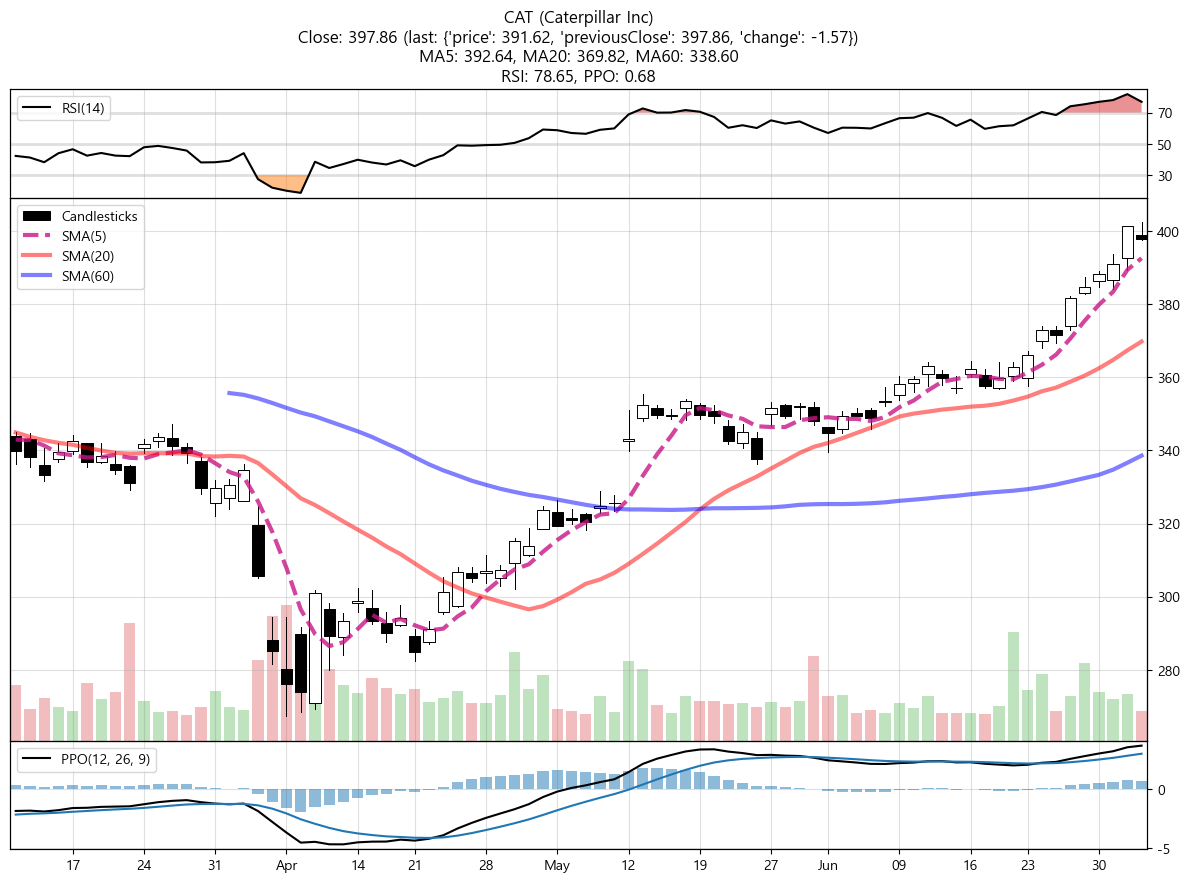 CAT (Caterpillar Inc)
Close: 397.86 (last: {'price': 391.62, 'previousClose': 397.86, 'change': -1.57})
MA5: 392.64, MA20: 369.82, MA60: 338.60
RSI: 78.65, PPO: 0.68
RSI(14)
70
50
30
Candlesticks
SMA(5)
SMA(20)
SMA(60)
400
380
360
340
320
300
280
PPO(12, 26, 9)
0
-5
17 24 31 Apr 14 21 28 May 12 19 27 Jun 09 16 23 30